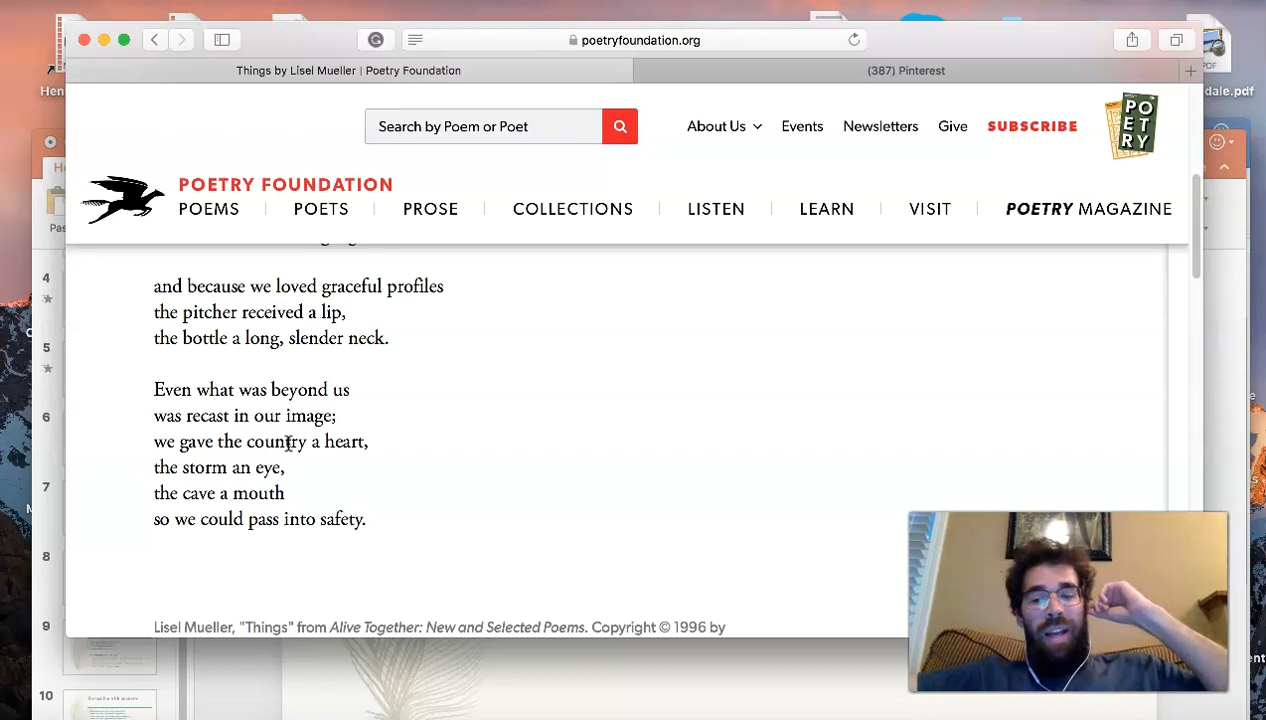 Henr
dale.pdf
poetryfoundation.org
Things by Lisel Mueller | Poetry Foundation
(387) Pinterest
Search by Poem or Poet
About Us
Events
Newsletters
Give
SUBSCRIBE
PO
ET
RY
POETRY FOUNDATION
POEMS
POETS
PROSE
COLLECTIONS
LISTEN
LEARN
VISIT
POETRY MAGAZINE
and because we loved graceful profiles
the pitcher received a lip,
the bottle a long, slender neck.
Even what was beyond us
was recast in our image;
we gave the country a heart,
the storm an eye,
the cave a mouth
so we could pass into safety.
Lisel Mueller, "Things" from Alive Together: New and Selected Poems. Copyright © 1996 by
Pas
4
5
6
7
8
9
10